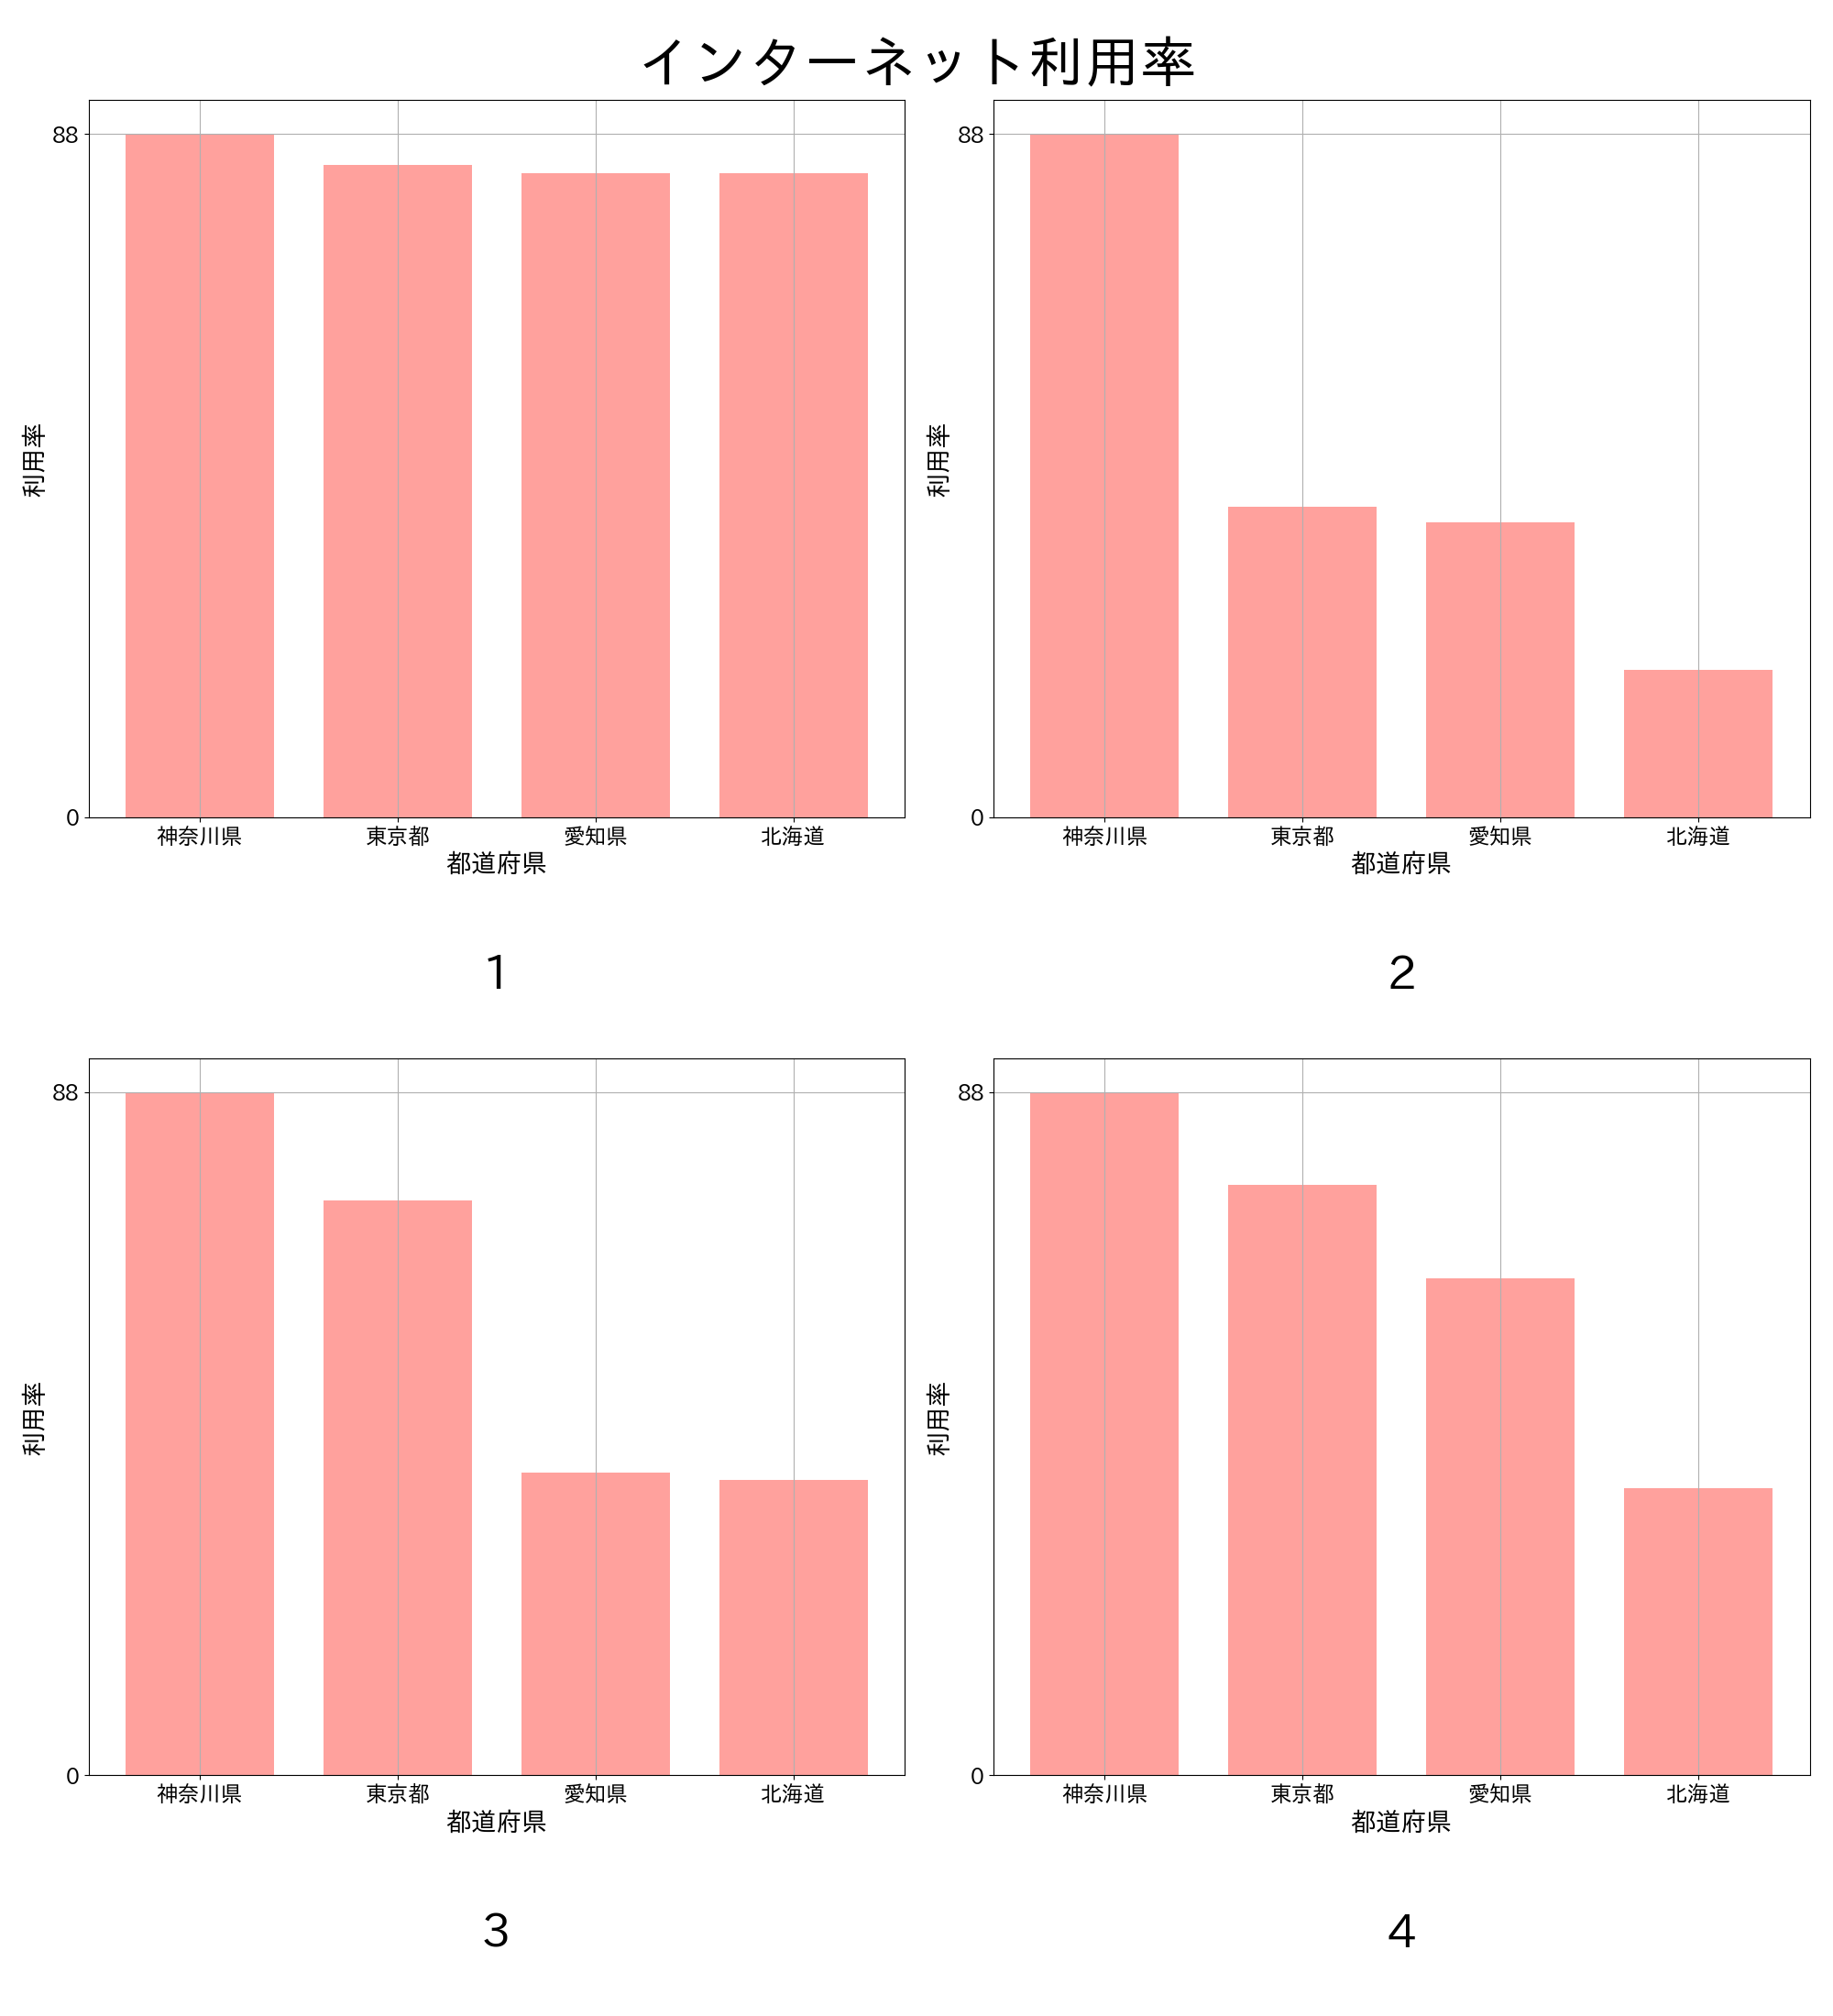 インターネット利用率
88
0
利用率
神奈川県 東京都 愛知県 北海道
都道府県
1
88
0
利用率
神奈川県 東京都 愛知県 北海道
都道府県
2
88
0
利用率
神奈川県 東京都 愛知県 北海道
都道府県
3
88
0
利用率
神奈川県 東京都 愛知県 北海道
都道府県
4